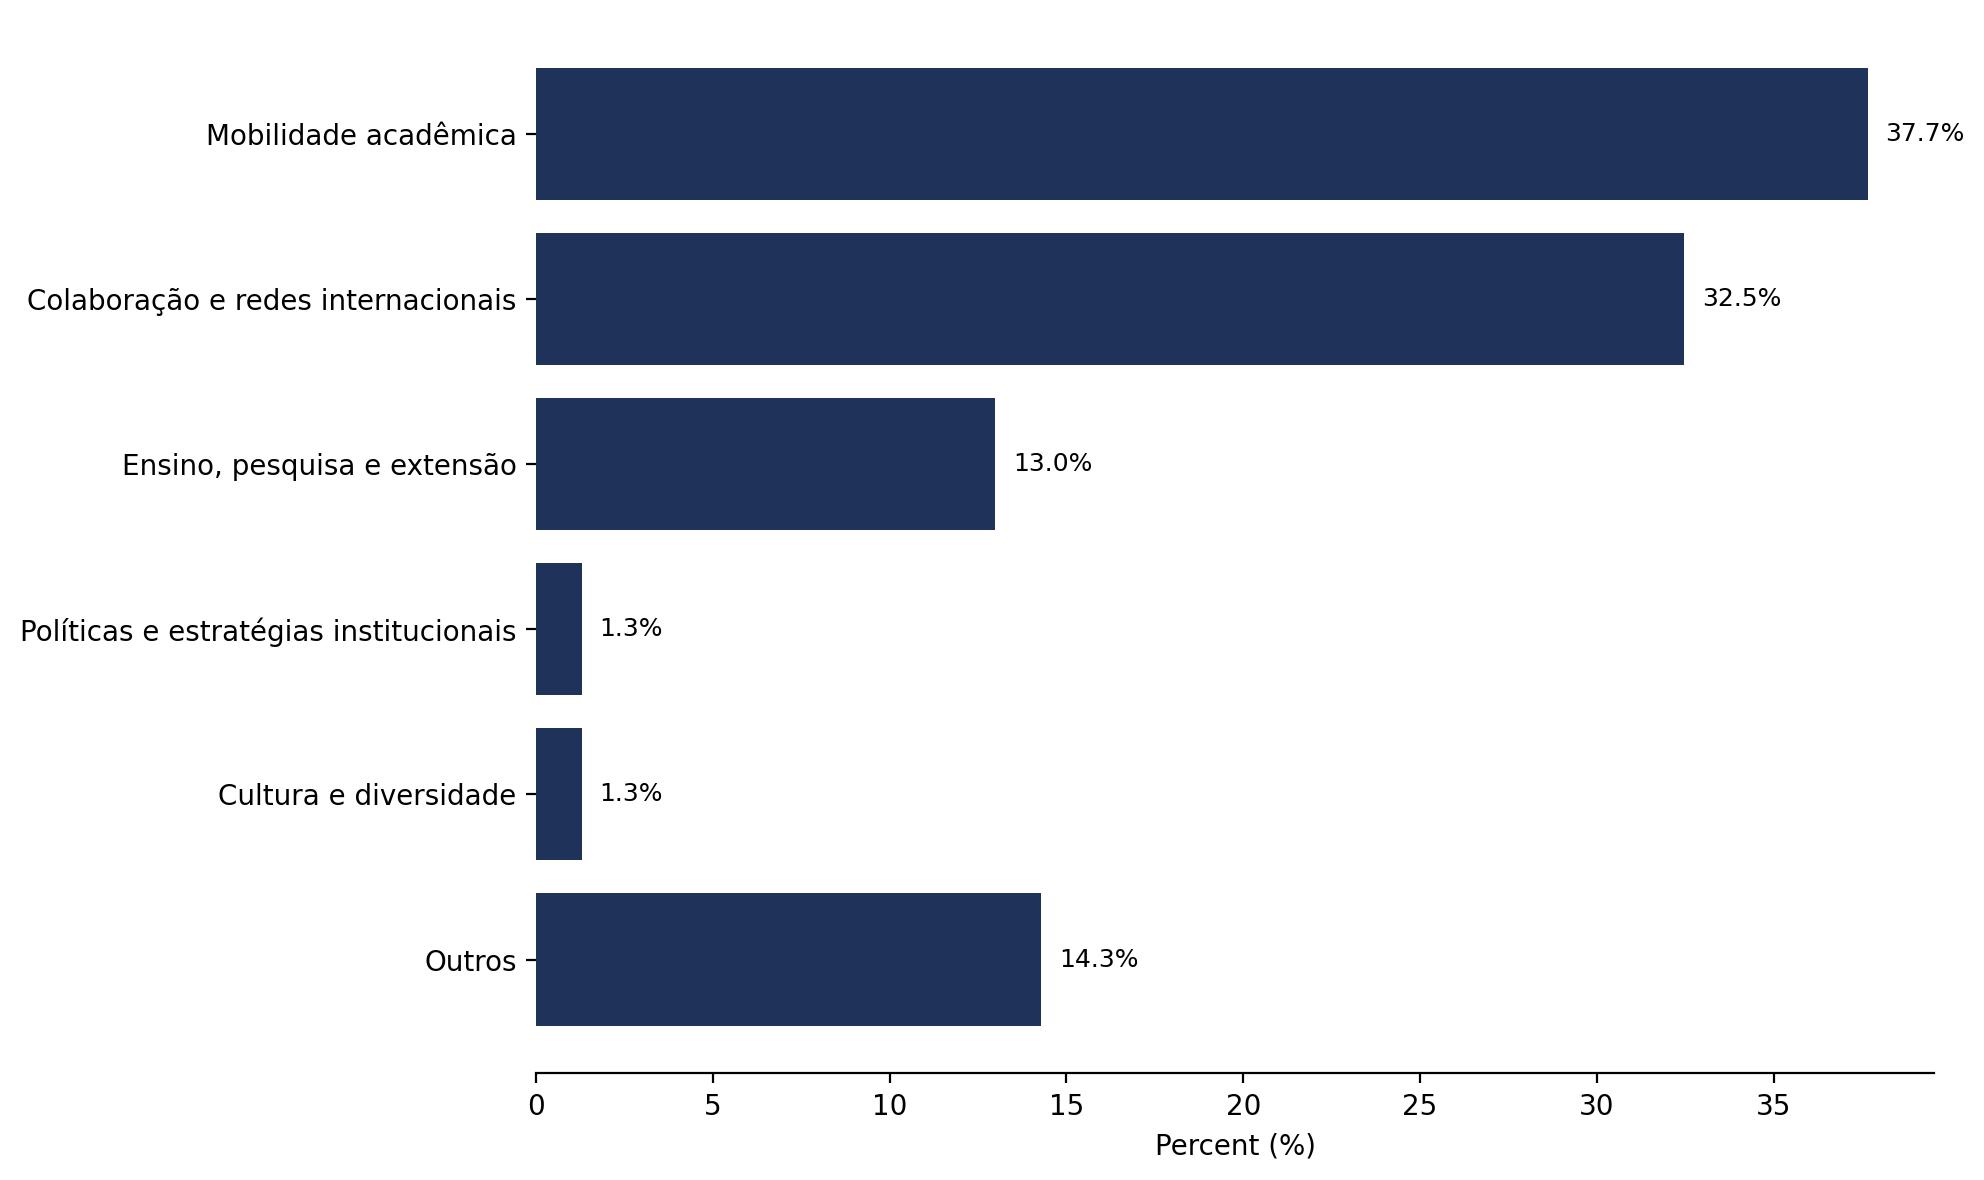 Mobilidade acadêmica
37.7%
Colaboração e redes internacionais
32.5%
Ensino, pesquisa e extensão
13.0%
Políticas e estratégias institucionais
1.3%
Cultura e diversidade
1.3%
Outros
14.3%
0 5 10 15 20 25 30 35
Percent (%)